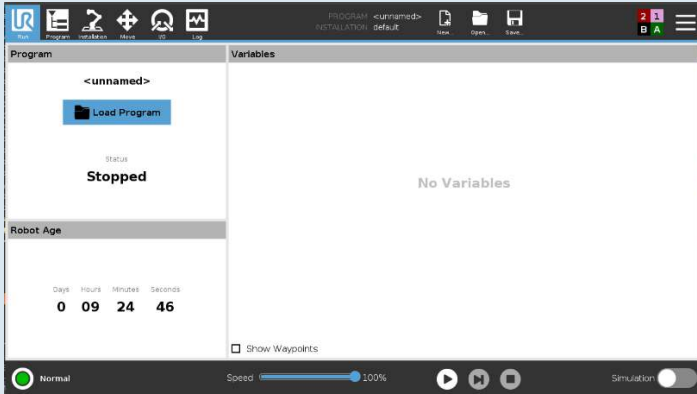 UR
PROGRAM <unnamed>
INSTALLATION default
2 1
B A
Run Program Installation Move I/O Log New... Open... Save...
Program
Variables
<unnamed>
Load Program
Status
Stopped
No Variables
Robot Age
Days Hours Minutes Seconds
0 09 24 46
Show Waypoints
Normal
Speed 100%
Simulation